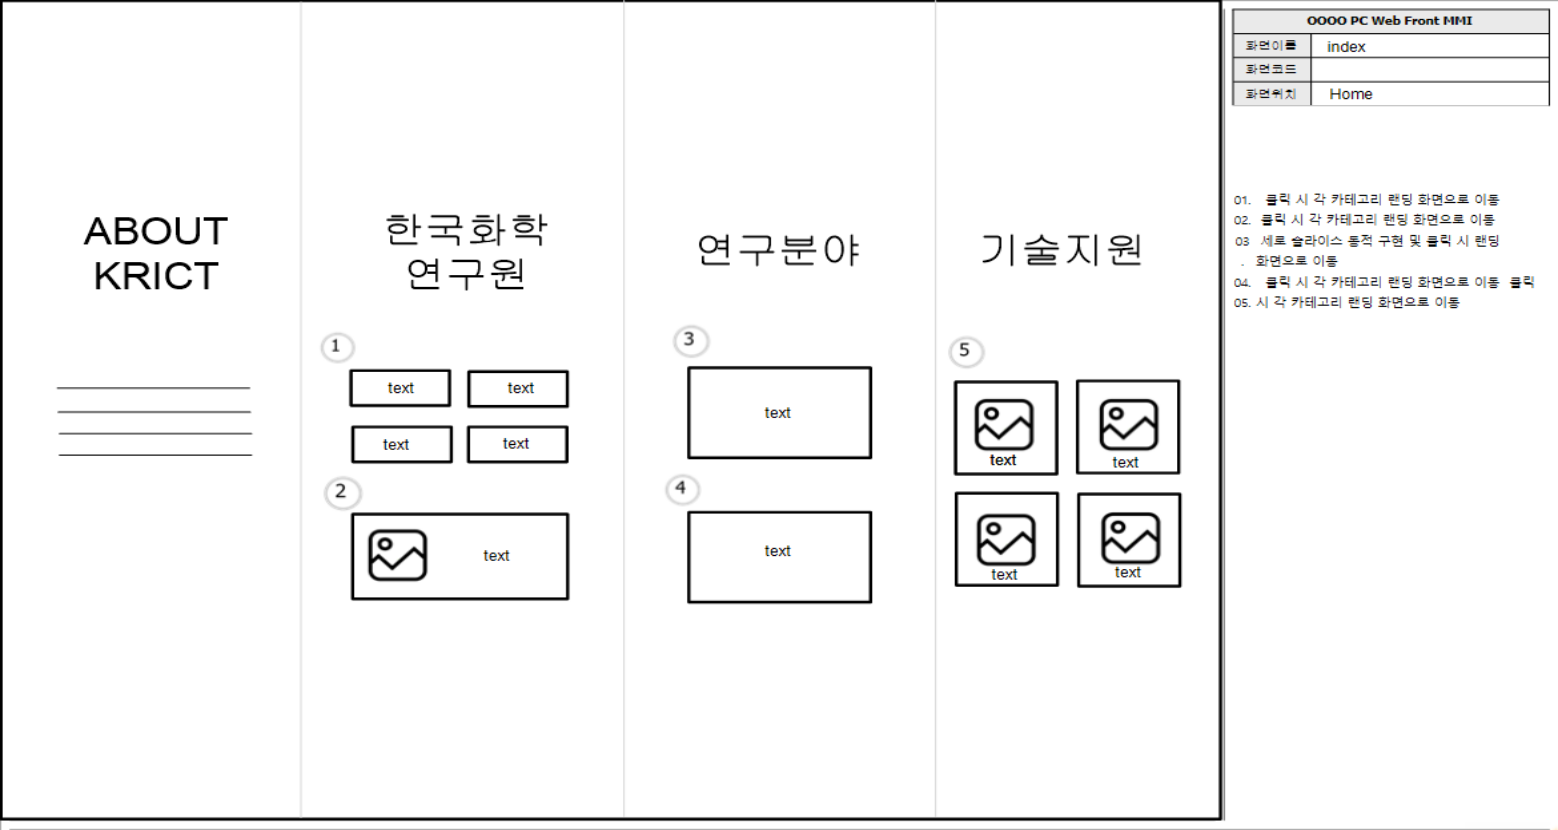 ABOUT
KRICT
한국화학
연구원
1
text
text
text
text
2
text
연구분야
3
text
4
text
기술지원
5
text
text
text
text
OOOO PC Web Front MMI
화면이름 index
화면코드
화면위치 Home
01. 클릭 시 각 카테고리 랜딩 화면으로 이동
02. 클릭 시 각 카테고리 랜딩 화면으로 이동
03 세로 슬라이스 동적 구현 및 클릭 시 랜딩
. 화면으로 이동
04. 클릭 시 각 카테고리 랜딩 화면으로 이동 클릭
05. 시 각 카테고리 랜딩 화면으로 이동